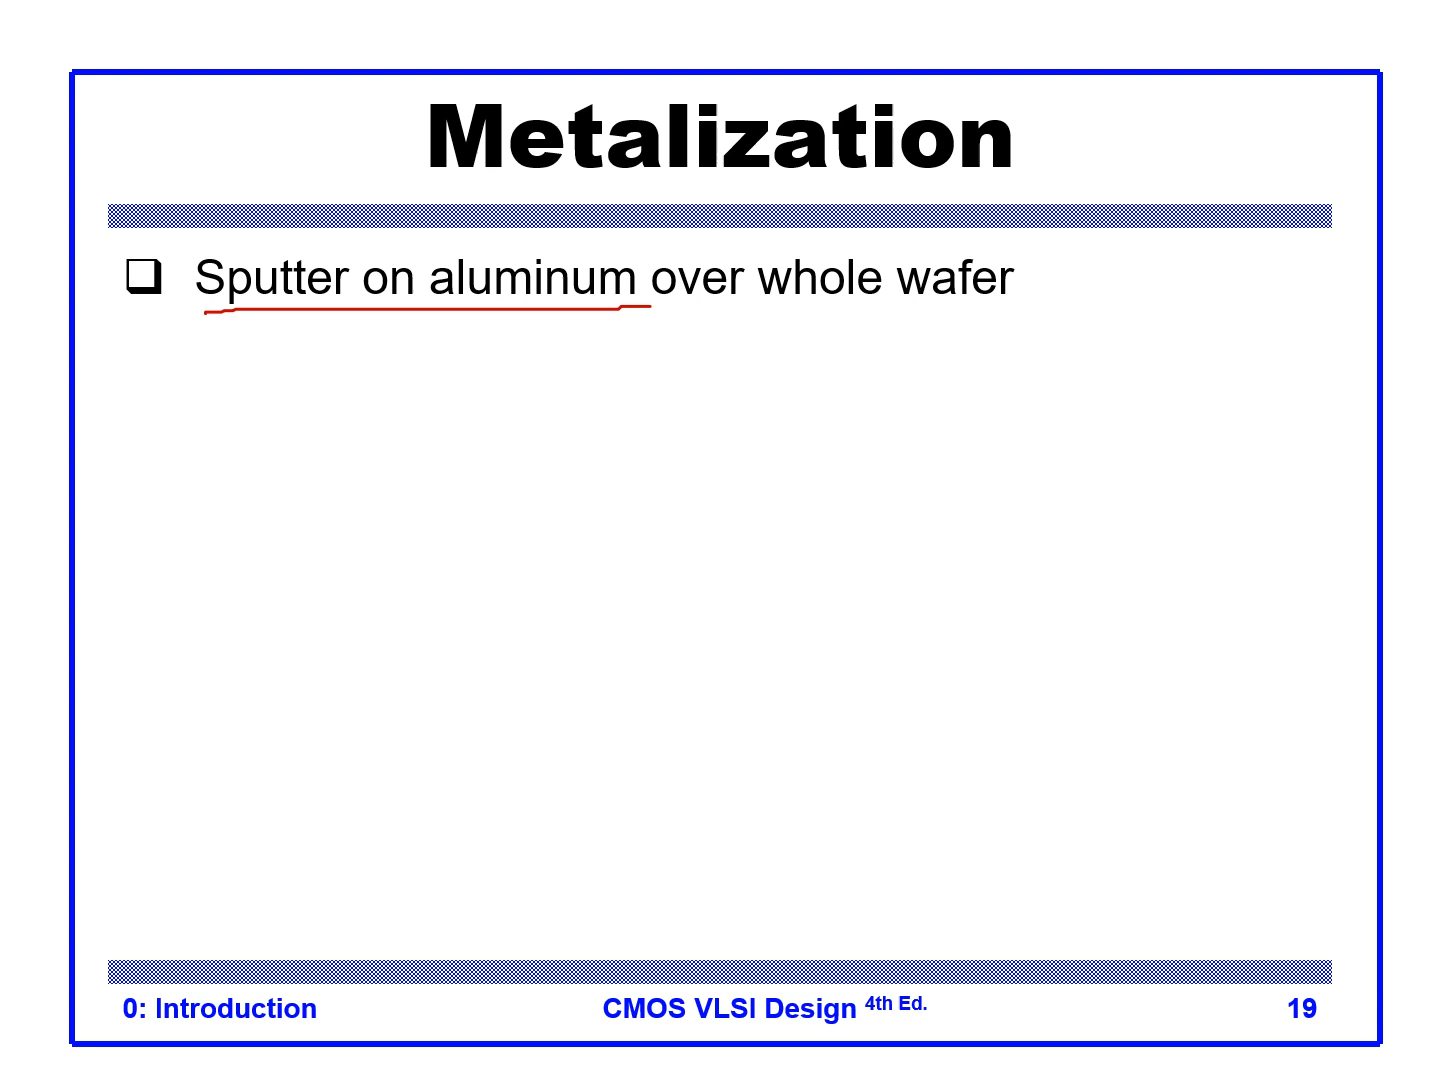 Metalization
Sputter on aluminum over whole wafer
0: Introduction
CMOS VLSI Design 4th Ed.
19